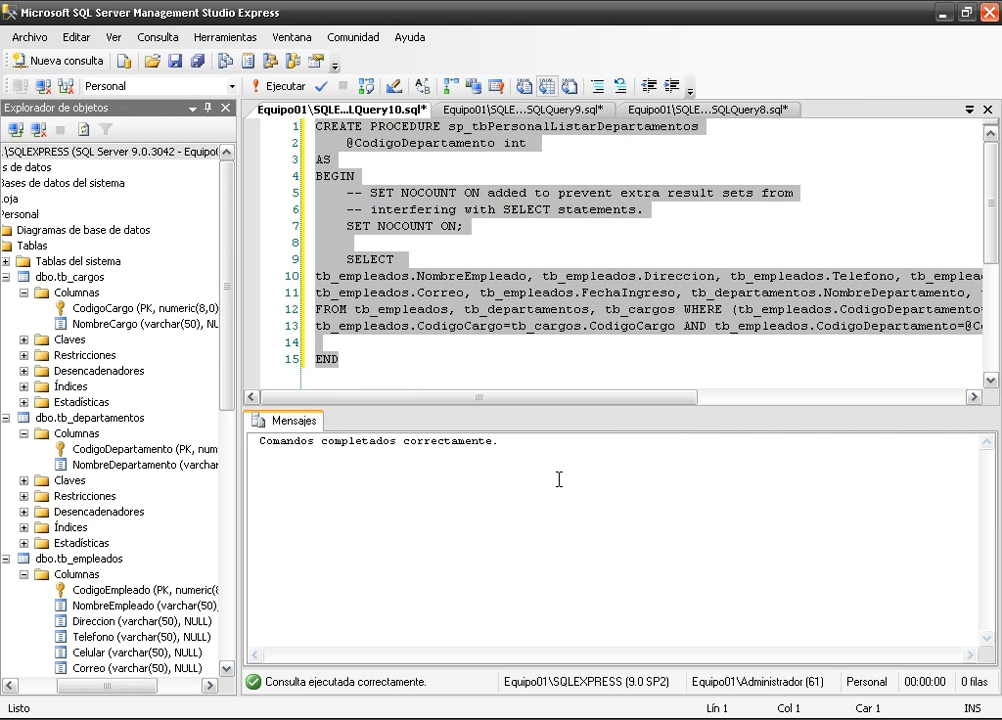 Microsoft SQL Server Management Studio Express
Archivo Editar Ver Consulta Herramientas Ventana Comunidad Ayuda
Nueva consulta
Personal Ejecutar
Explorador de objetos
Equipo01\SQLE...LQuery10.sql* Equipo01\SQLE...SQLQuery9.sql* Equipo01\SQLE...SQLQuery8.sql*
.\SQLEXPRESS (SQL Server 9.0.3042 - Equipo0
s de datos
Bases de datos del sistema
Loja
Personal
Diagramas de base de datos
Tablas
Tablas del sistema
dbo.tb_cargos
Columnas
CodigoCargo (PK, numeric(8,0)
NombreCargo (varchar(50), NU
Claves
Restricciones
Desencadenadores
Índices
Estadísticas
dbo.tb_departamentos
Columnas
CodigoDepartamento (PK, num
NombreDepartamento (varchar
Claves
Restricciones
Desencadenadores
Índices
Estadísticas
dbo.tb_empleados
Columnas
CodigoEmpleado (PK, numeric(8
NombreEmpleado (varchar(50),
Direccion (varchar(50), NULL)
Telefono (varchar(50), NULL)
Celular (varchar(50), NULL)
Correo (varchar(50), NULL)
1 CREATE PROCEDURE sp_tbPersonalListarDepartamentos
2 @CodigoDepartamento int
3 AS
4 BEGIN
5 -- SET NOCOUNT ON added to prevent extra result sets from
6 -- interfering with SELECT statements.
7 SET NOCOUNT ON;
8
9 SELECT
10 tb_empleados.NombreEmpleado, tb_empleados.Direccion, tb_empleados.Telefono, tb_emplea
11 tb_empleados.Correo, tb_empleados.FechaIngreso, tb_departamentos.NombreDepartamento,
12 FROM tb_empleados, tb_departamentos, tb_cargos WHERE (tb_empleados.CodigoDepartamento=
13 tb_empleados.CodigoCargo=tb_cargos.CodigoCargo AND tb_empleados.CodigoDepartamento=@Co
14
15 END
Mensajes
Comandos completados correctamente.
Consulta ejecutada correctamente. Equipo01\SQLEXPRESS (9.0 SP2) Equipo01\Administrador (61) Personal 00:00:00 0 filas
Listo Lín 1 Col 1 Car 1 INS